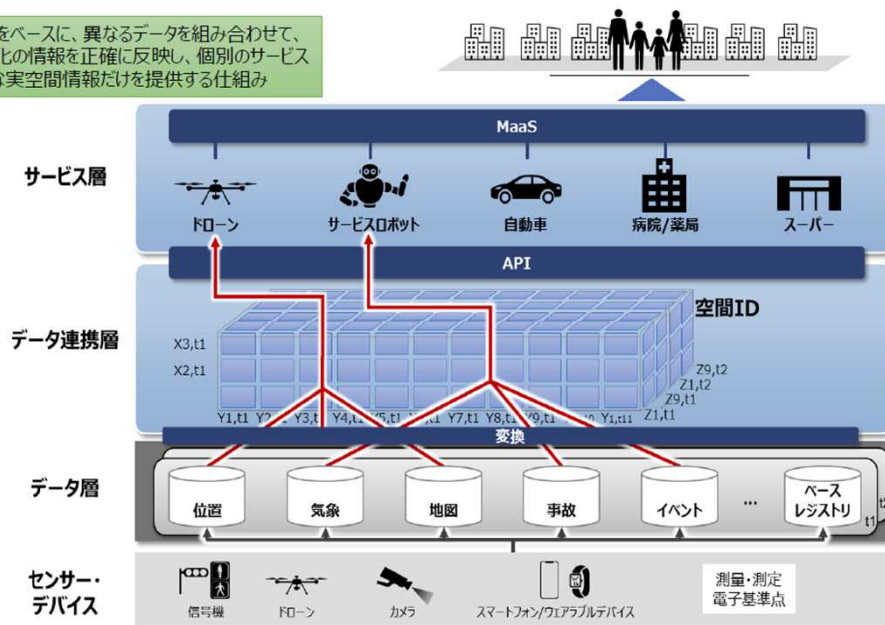 をベースに、異なるデータを組み合わせて、
化の情報を正確に反映し、個別のサービス
な実空間情報だけを提供する仕組み
MaaS
サービス層
ドローン
サービスロボット
自動車
病院/薬局
スーパー
API
空間ID
データ連携層
X3,t1
X2,t1
Z9,t2
Z1,t2
Z9,t1
Z1,t1
Y1,t1
Y4,t1
Y7,t1
Y8,t1
Y1,t11
変換
データ層
位置
気象
地図
事故
イベント
…
ベース
レジストリ
t1
センサー・
デバイス
信号機
ドローン
カメラ
スマートフォン/ウェアラブルデバイス
測量・測定
電子基準点